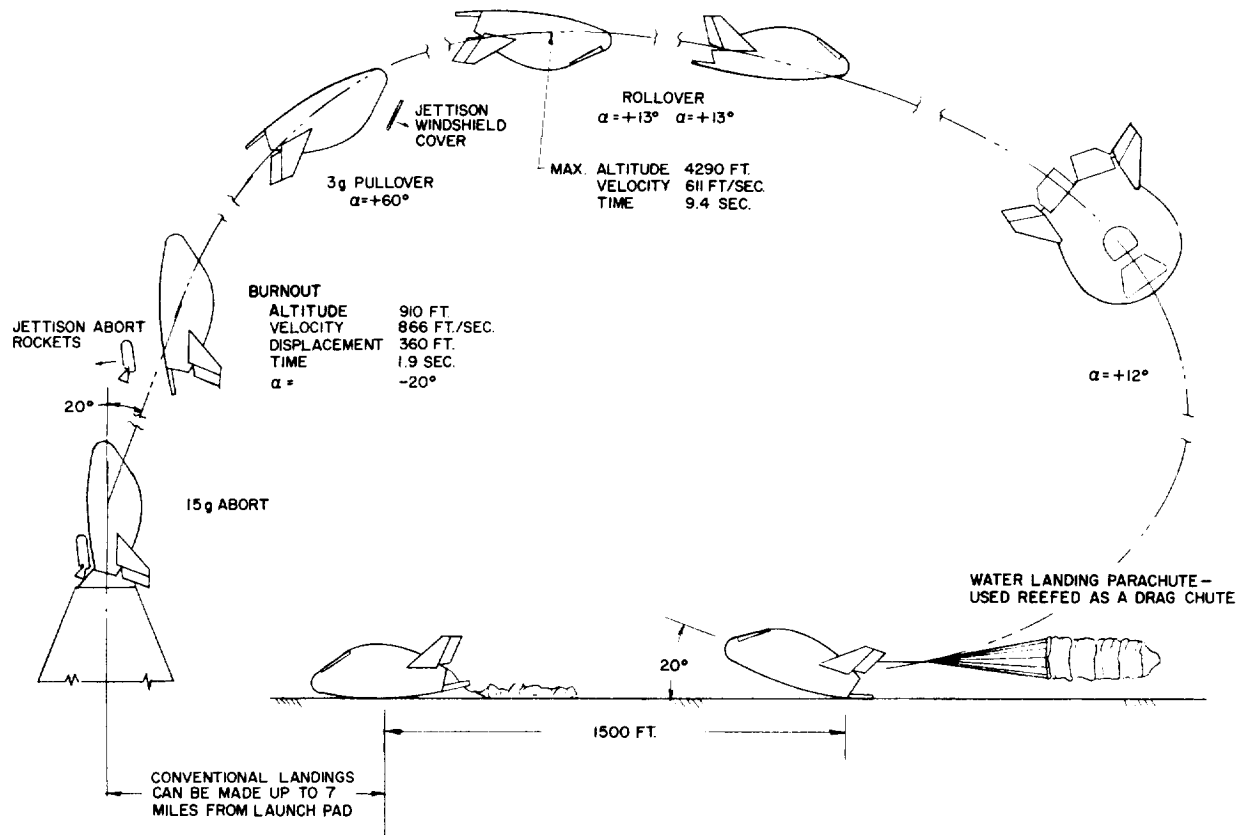 JETTISON
WINDSHIELD
COVER
ROLLOVER
α=+13° α=+13°
3g PULLOVER
α=+60°
MAX. ALTITUDE 4290 FT.
VELOCITY 611 FT/SEC.
TIME 9.4 SEC.
BURNOUT
ALTITUDE 910 FT.
VELOCITY 866 FT./SEC.
DISPLACEMENT 360 FT.
TIME 1.9 SEC.
α= -20°
JETTISON ABORT
ROCKETS
20°
α=+12°
15g ABORT
WATER LANDING PARACHUTE-
USED REEFED AS A DRAG CHUTE
20°
1500 FT.
CONVENTIONAL LANDINGS
CAN BE MADE UP TO 7
MILES FROM LAUNCH PAD